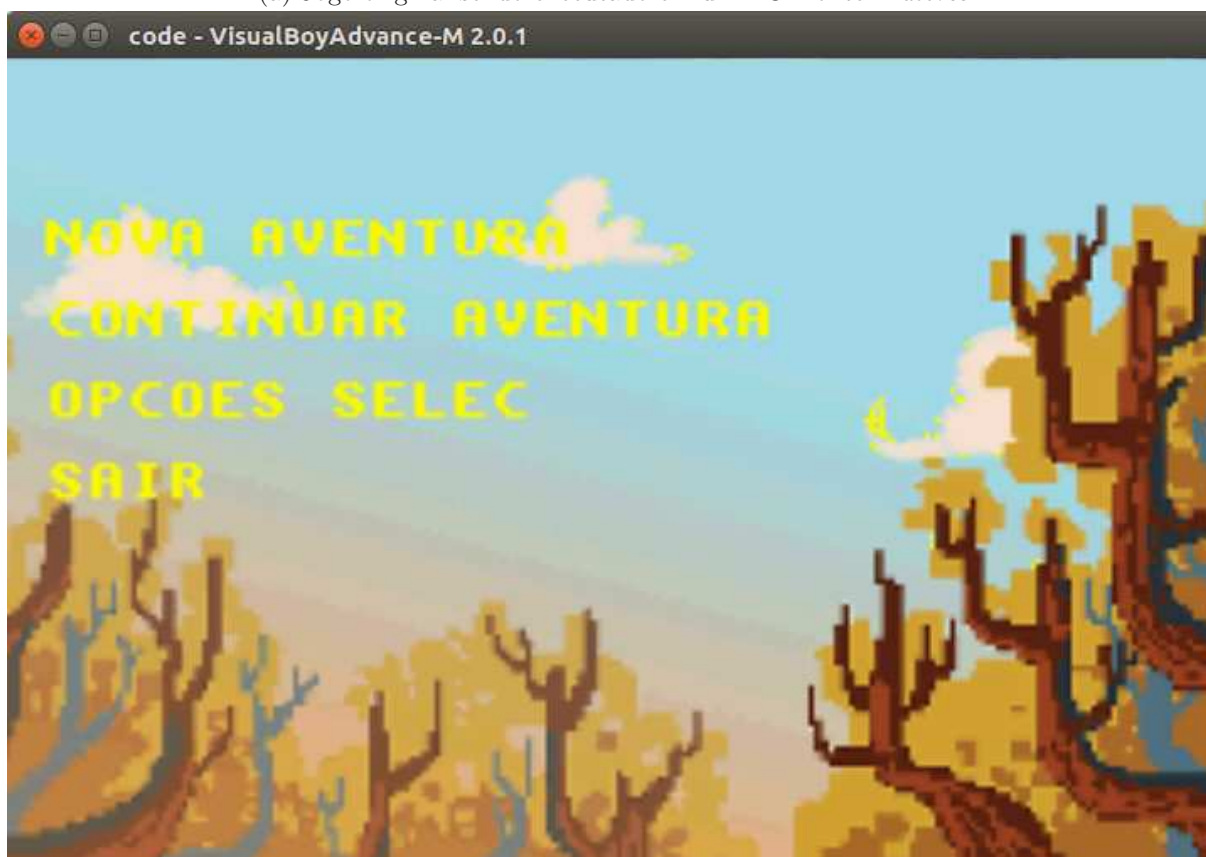 code - VisualBoyAdvance-M 2.0.1
NOVA AVENTURA
CONTINUAR AVENTURA
OPCOES SELEC
SAIR